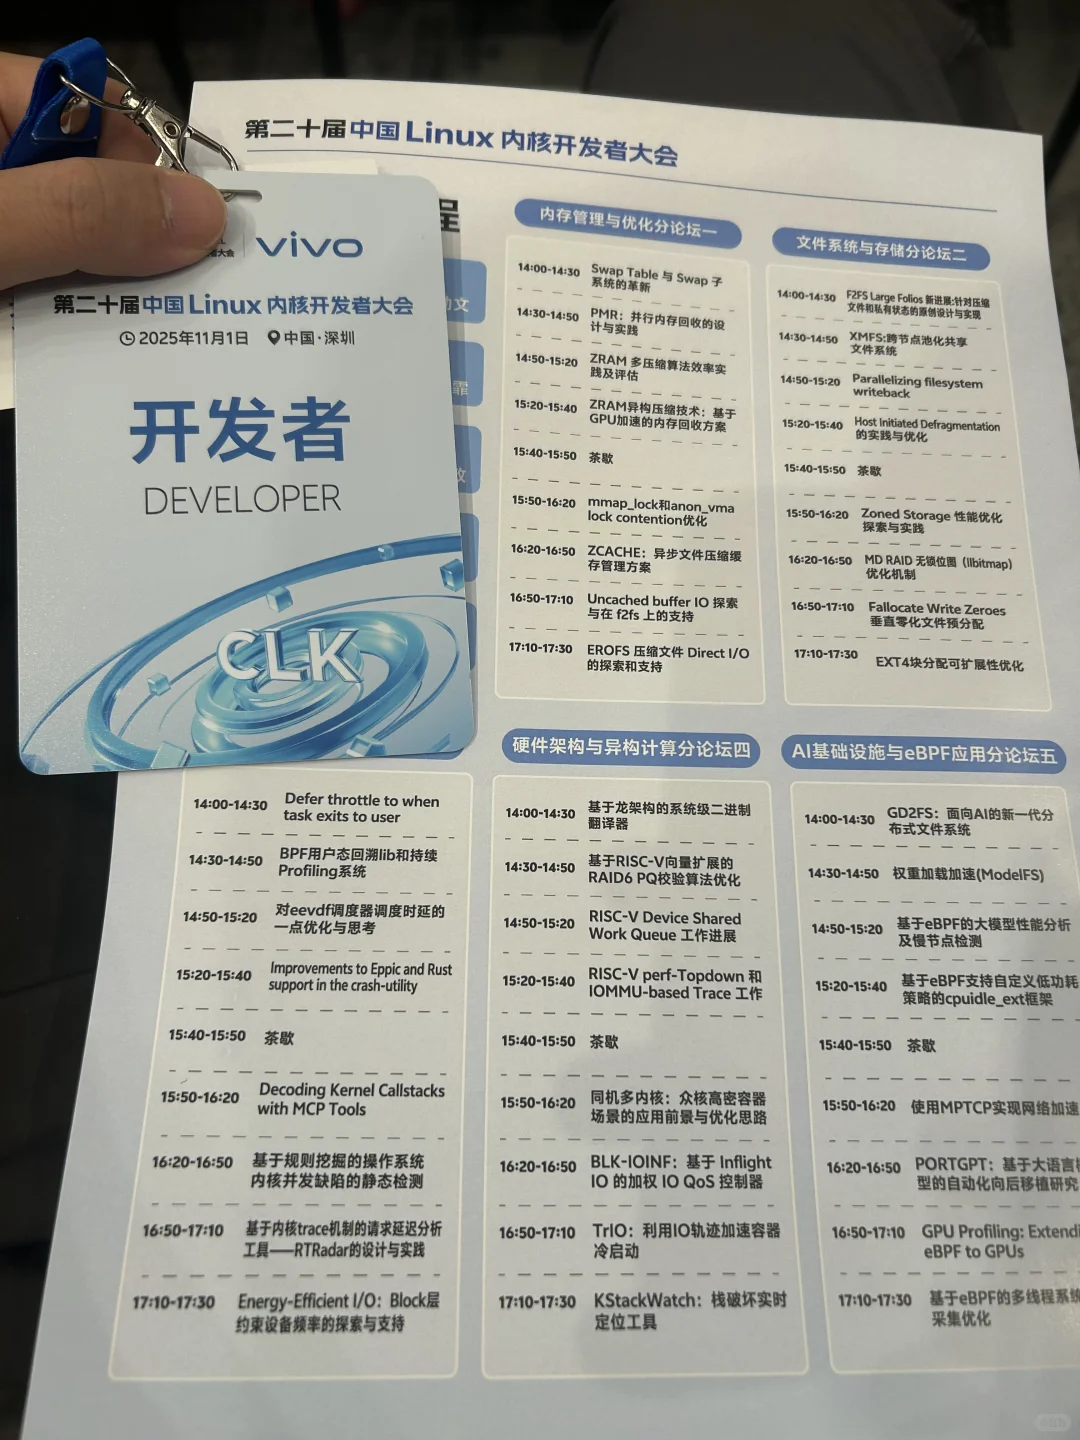 第二十届中国Linux 内核开发者大会
程
者大会
vivo
第二十届中国Linux 内核开发者大会
2025年11月1日 中国·深圳
开发者
DEVELOPER
CLK
内存管理与优化分论坛一
14:00-14:30 Swap Table 与 Swap 子
系统的革新
14:30-14:50 PMR：并行内存回收的设
计与实践
14:50-15:20 ZRAM 多压缩算法效率实
践及评估
15:20-15:40 ZRAM异构压缩技术：基于
GPU加速的内存回收方案
15:40-15:50 茶歇
15:50-16:20 mmap_lock和anon_vma
lock contention优化
16:20-16:50 ZCACHE：异步文件压缩缓
存管理方案
16:50-17:10 Uncached buffer IO 探索
与在 f2fs 上的支持
17:10-17:30 EROFS 压缩文件 Direct I/O
的探索和支持
文件系统与存储分论坛二
14:00-14:30 F2FS Large Folios 新进展:针对压缩
文件和私有状态的原创设计与实现
14:30-14:50 XMFS:跨节点池化共享
文件系统
14:50-15:20 Parallelizing filesystem
writeback
15:20-15:40 Host Initiated Defragmentation
的实践与优化
15:40-15:50 茶歇
15:50-16:20 Zoned Storage 性能优化
探索与实践
16:20-16:50 MD RAID 无锁位图（llbitmap）
优化机制
16:50-17:10 Fallocate Write Zeroes
垂直零化文件预分配
17:10-17:30 EXT4块分配可扩展性优化
14:00-14:30 Defer throttle to when
task exits to user
14:30-14:50 BPF用户态回溯lib和持续
Profiling系统
14:50-15:20 对eevdf调度器调度时延的
一点优化与思考
15:20-15:40 Improvements to Eppic and Rust
support in the crash-utility
15:40-15:50 茶歇
15:50-16:20 Decoding Kernel Callstacks
with MCP Tools
16:20-16:50 基于规则挖掘的操作系统
内核并发缺陷的静态检测
16:50-17:10 基于内核trace机制的请求延迟分析
工具——RTRadar的设计与实践
17:10-17:30 Energy-Efficient I/O：Block层
约束设备频率的探索与支持
硬件架构与异构计算分论坛四
14:00-14:30 基于龙架构的系统级二进制
翻译器
14:30-14:50 基于RISC-V向量扩展的
RAID6 PQ校验算法优化
14:50-15:20 RISC-V Device Shared
Work Queue 工作进展
15:20-15:40 RISC-V perf-Topdown 和
IOMMU-based Trace 工作
15:40-15:50 茶歇
15:50-16:20 同机多内核：众核高密容器
场景的应用前景与优化思路
16:20-16:50 BLK-IOINF：基于 Inflight
IO 的加权 IO QoS 控制器
16:50-17:10 TrIO：利用IO轨迹加速容器
冷启动
17:10-17:30 KStackWatch：栈破坏实时
定位工具
AI基础设施与eBPF应用分论坛五
14:00-14:30 GD2FS：面向AI的新一代分
布式文件系统
14:30-14:50 权重加载加速(ModelFS)
14:50-15:20 基于eBPF的大模型性能分析
及慢节点检测
15:20-15:40 基于eBPF支持自定义低功耗
策略的cpuidle_ext框架
15:40-15:50 茶歇
15:50-16:20 使用MPTCP实现网络加速
16:20-16:50 PORTGPT：基于大语言
型的自动化向后移植研究
16:50-17:10 GPU Profiling: Extendi
eBPF to GPUs
17:10-17:30 基于eBPF的多线程系统
采集优化